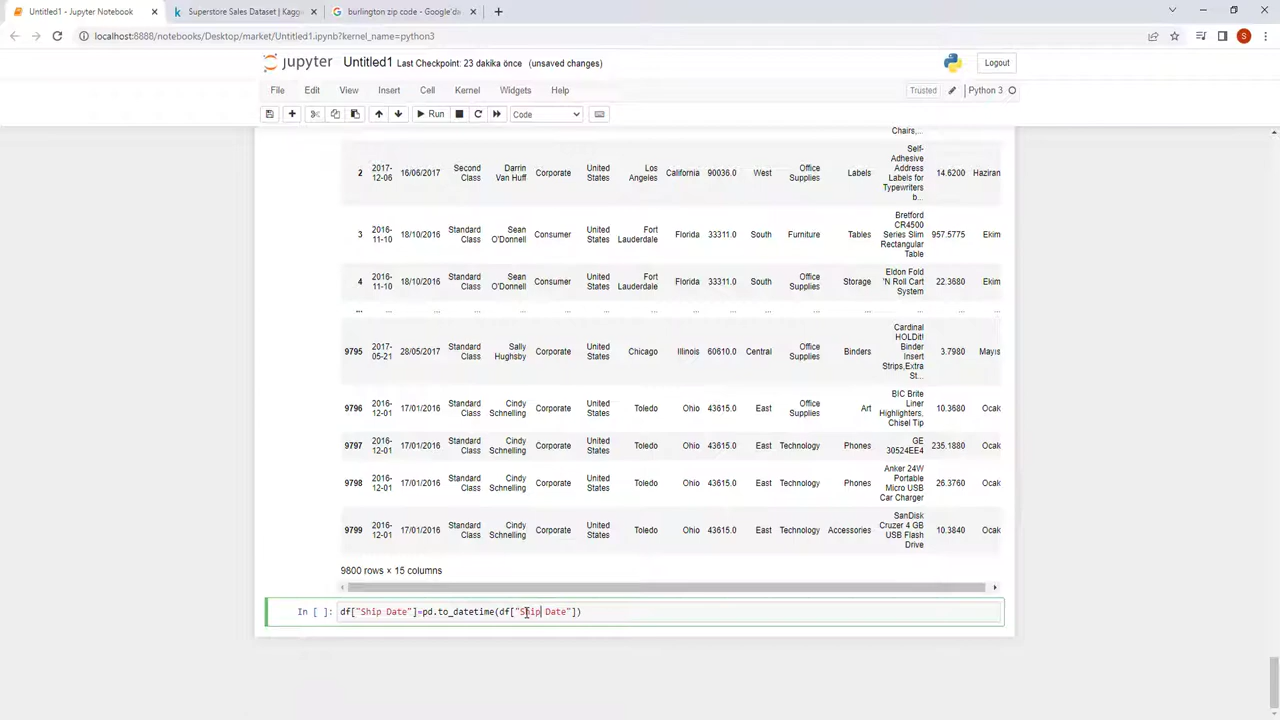 Untitled1 - Jupyter Notebook
Superstore Sales Dataset | Kagg
burlington zip code - Google'da
localhost:8888/notebooks/Desktop/market/Untitled1.ipynb?kernel_name=python3
S
jupyter Untitled1 Last Checkpoint: 23 dakika önce (unsaved changes)
Logout
File Edit View Insert Cell Kernel Widgets Help
Trusted
Python 3
Run
Code
Chairs,...
2 2017-12-06 16/06/2017 Second Class Darrin Van Huff Corporate United States Los Angeles California 90036.0 West Office Supplies Labels Self-Adhesive Address Labels for Typewriters b... 14.6200 Haziran
3 2016-11-10 18/10/2016 Standard Class Sean O'Donnell Consumer United States Fort Lauderdale Florida 33311.0 South Furniture Tables Bretford CR4500 Series Slim Rectangular Table 957.5775 Ekim
4 2016-11-10 18/10/2016 Standard Class Sean O'Donnell Consumer United States Fort Lauderdale Florida 33311.0 South Office Supplies Storage Eldon Fold 'N Roll Cart System 22.3680 Ekim
... ... ... ... ... ... ... ... ... ... ... ... ... ... ... ...
9795 2017-05-21 28/05/2017 Standard Class Sally Hughsby Corporate United States Chicago Illinois 60610.0 Central Office Supplies Binders Cardinal HOLDit! Binder Insert Strips,Extra St... 3.7980 Mayıs
9796 2016-12-01 17/01/2016 Standard Class Cindy Schnelling Corporate United States Toledo Ohio 43615.0 East Office Supplies Art BIC Brite Liner Highlighters, Chisel Tip 10.3680 Ocak
9797 2016-12-01 17/01/2016 Standard Class Cindy Schnelling Corporate United States Toledo Ohio 43615.0 East Technology Phones GE 30524EE4 235.1880 Ocak
9798 2016-12-01 17/01/2016 Standard Class Cindy Schnelling Corporate United States Toledo Ohio 43615.0 East Technology Phones Anker 24W Portable Micro USB Car Charger 26.3760 Ocak
9799 2016-12-01 17/01/2016 Standard Class Cindy Schnelling Corporate United States Toledo Ohio 43615.0 East Technology Accessories SanDisk Cruzer 4 GB USB Flash Drive 10.3840 Ocak
9800 rows × 15 columns
In [ ]: df["Ship Date"]=pd.to_datetime(df["Ship Date"])